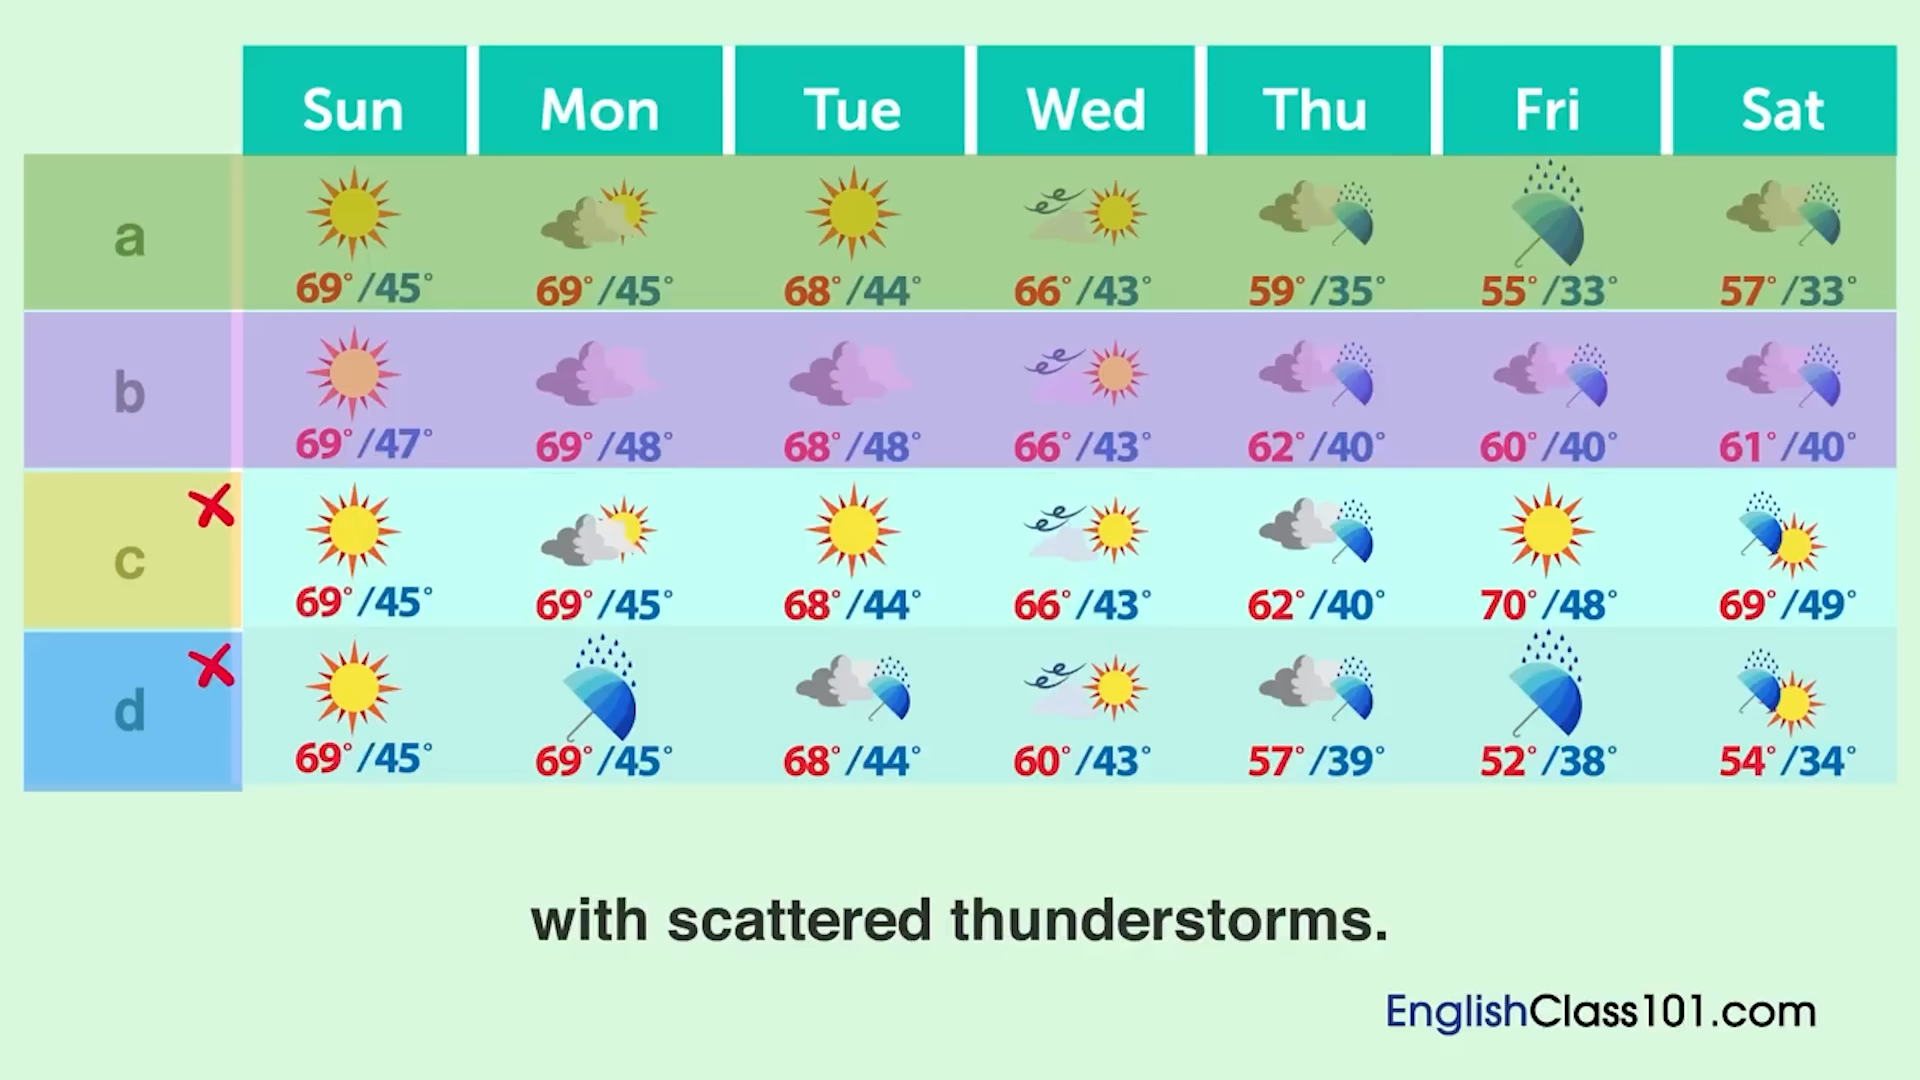 Sun Mon Tue Wed Thu Fri Sat
a
69°/45° 69°/45° 68°/44° 66°/43° 59°/35° 55°/33° 57°/33°
b
69°/47° 69°/48° 68°/48° 66°/43° 62°/40° 60°/40° 61°/40°
c
69°/45° 69°/45° 68°/44° 66°/43° 62°/40° 70°/48° 69°/49°
d
69°/45° 69°/45° 68°/44° 60°/43° 57°/39° 52°/38° 54°/34°
with scattered thunderstorms.
EnglishClass101.com